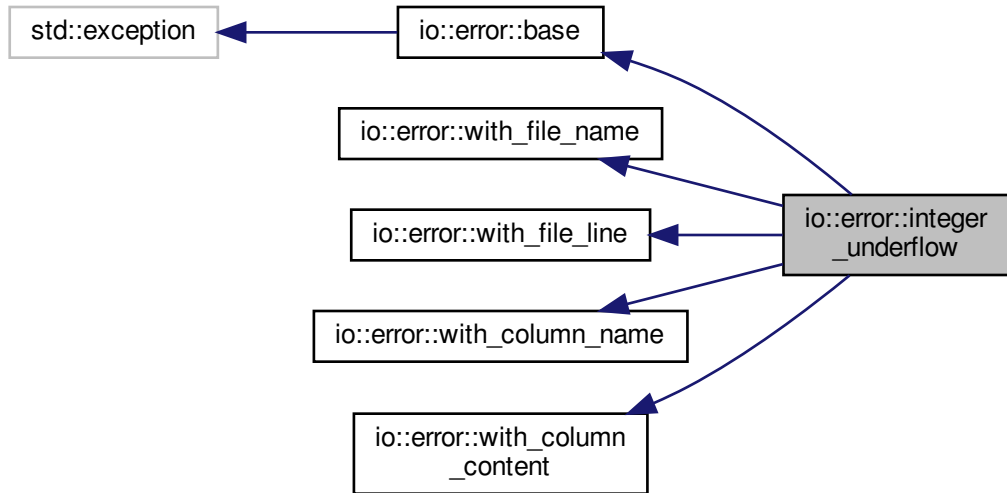 std::exception
io::error::base
io::error::with_file_name
io::error::with_file_line
io::error::with_column_name
io::error::with_column
_content
io::error::integer
_underflow